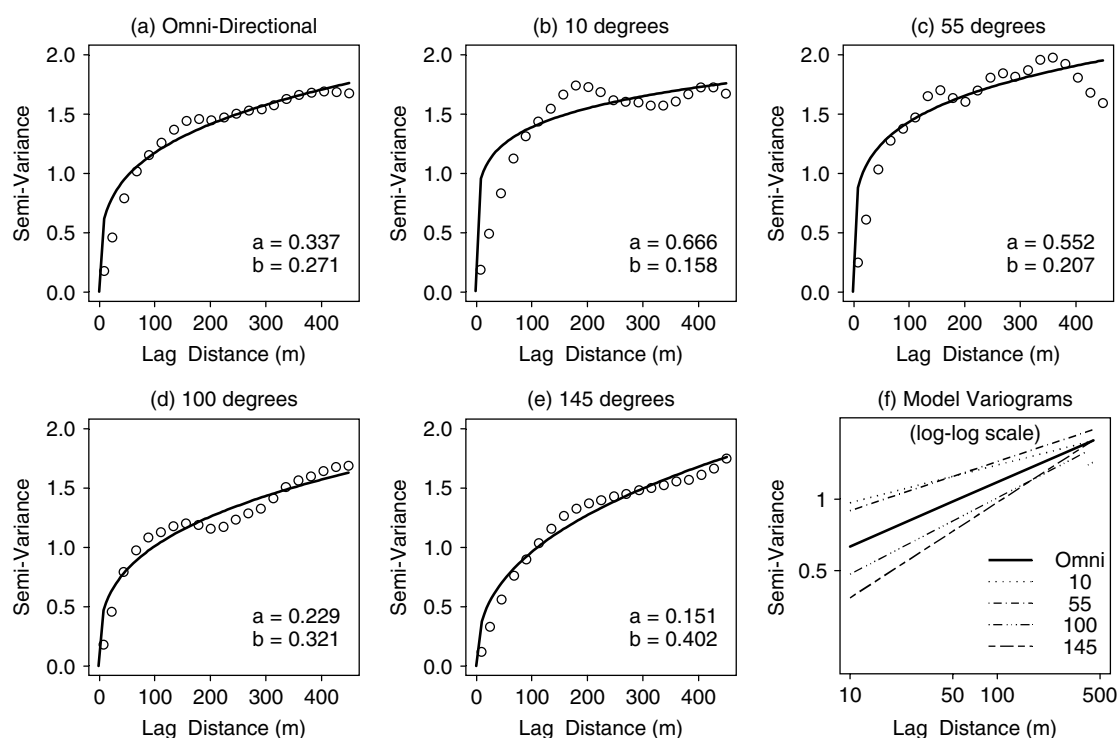 (a) Omni-Directional
Semi-Variance
2.0
1.5
1.0
0.5
0.0
a = 0.337
b = 0.271
0 100 200 300 400
Lag Distance (m)
(b) 10 degrees
Semi-Variance
2.0
1.5
1.0
0.5
0.0
a = 0.666
b = 0.158
0 100 200 300 400
Lag Distance (m)
(c) 55 degrees
Semi-Variance
2.0
1.5
1.0
0.5
0.0
a = 0.552
b = 0.207
0 100 200 300 400
Lag Distance (m)
(d) 100 degrees
Semi-Variance
2.0
1.5
1.0
0.5
0.0
a = 0.229
b = 0.321
0 100 200 300 400
Lag Distance (m)
(e) 145 degrees
Semi-Variance
2.0
1.5
1.0
0.5
0.0
a = 0.151
b = 0.402
0 100 200 300 400
Lag Distance (m)
(f) Model Variograms
(log-log scale)
Semi-Variance
1
0.5
Omni
10
55
100
145
10 50 100 500
Lag Distance (m)